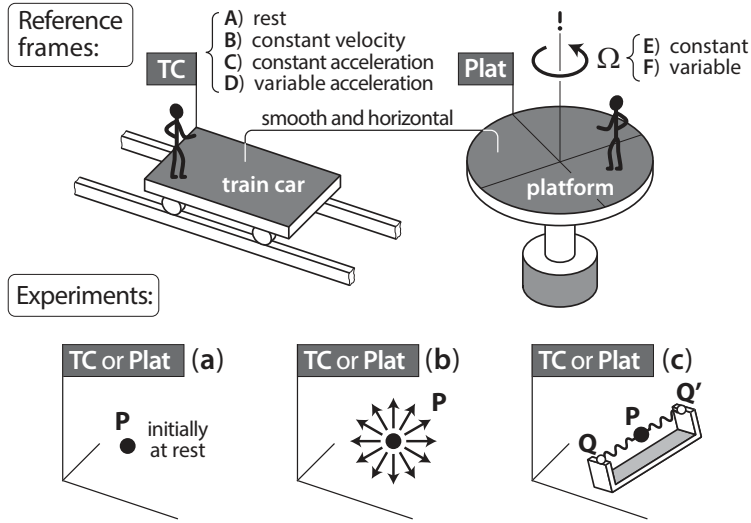 Reference
frames:
TC
A) rest
B) constant velocity
C) constant acceleration
D) variable acceleration
Plat
!
Ω
E) constant
F) variable
smooth and horizontal
train car
platform
Experiments:
TC or Plat (a)
P initially
at rest
TC or Plat (b)
P
TC or Plat (c)
Q'
P
Q